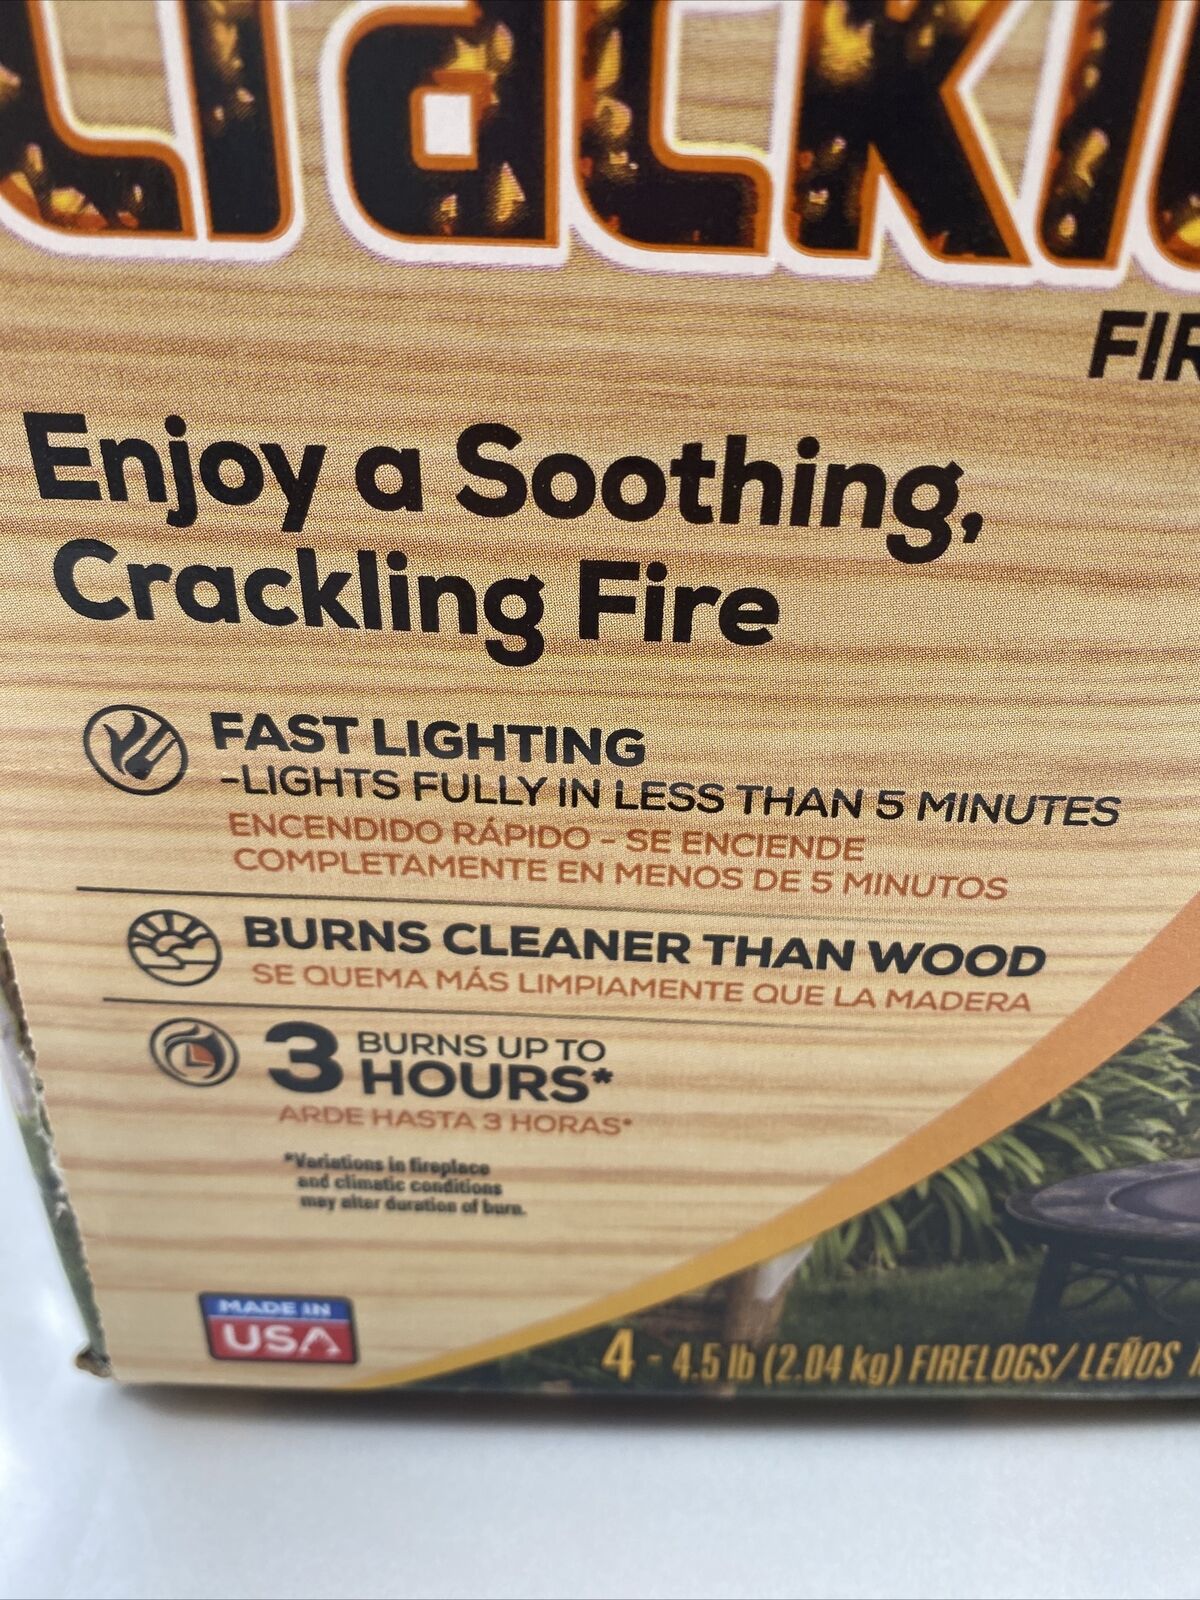 Crackl
FIR
Enjoy a Soothing,
Crackling Fire
FAST LIGHTING
-LIGHTS FULLY IN LESS THAN 5 MINUTES
ENCENDIDO RÁPIDO - SE ENCIENDE
COMPLETAMENTE EN MENOS DE 5 MINUTOS
BURNS CLEANER THAN WOOD
SE QUEMA MÁS LIMPIAMENTE QUE LA MADERA
3 BURNS UP TO
HOURS*
ARDE HASTA 3 HORAS*
*Variations in fireplace
and climatic conditions
may alter duration of burn.
MADE IN
USA
4 - 4.5 lb (2.04 kg) FIRELOGS/ LEÑOS